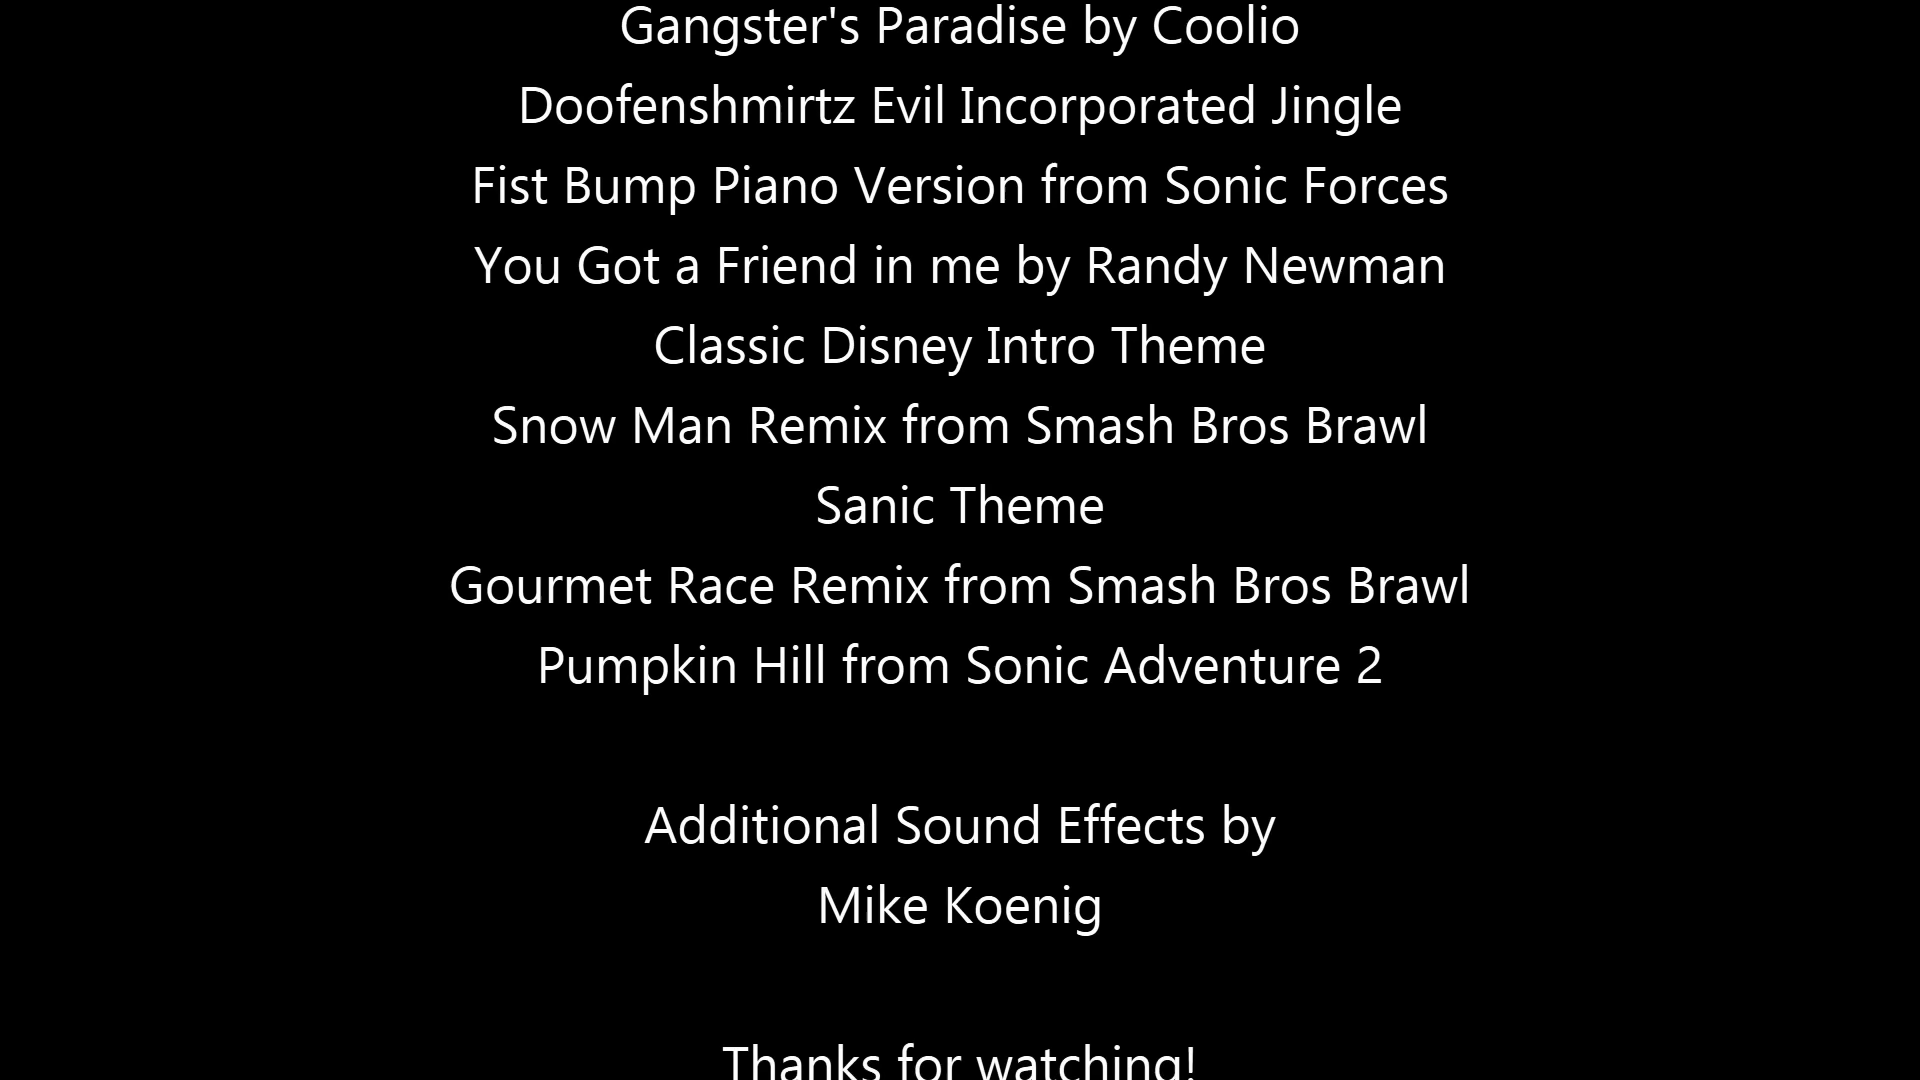 Gangster's Paradise by Coolio
Doofenshmirtz Evil Incorporated Jingle
Fist Bump Piano Version from Sonic Forces
You Got a Friend in me by Randy Newman
Classic Disney Intro Theme
Snow Man Remix from Smash Bros Brawl
Sanic Theme
Gourmet Race Remix from Smash Bros Brawl
Pumpkin Hill from Sonic Adventure 2
Additional Sound Effects by
Mike Koenig
Thanks for watching!